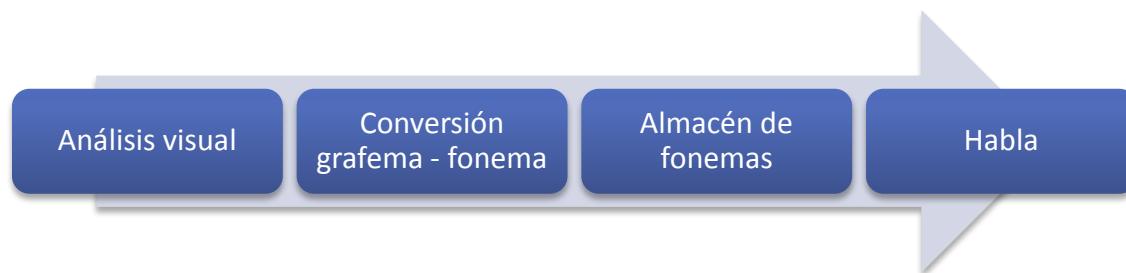 Análisis visual
Conversión
grafema - fonema
Almacén de
fonemas
Habla